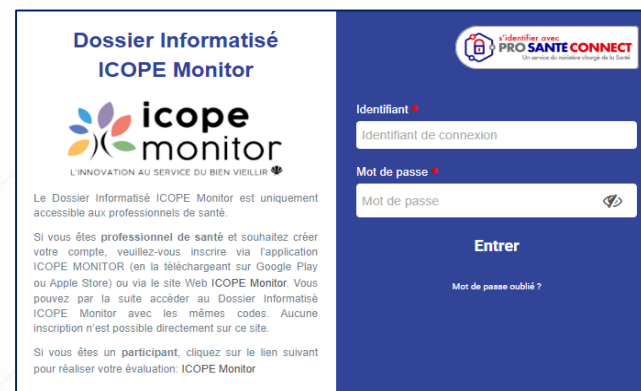 Dossier Informatisé
ICOPE Monitor
icope
monitor
L'INNOVATION AU SERVICE DU BIEN VIEILLIR
Le Dossier Informatisé ICOPE Monitor est uniquement
accessible aux professionnels de santé.
Si vous êtes professionnel de santé et souhaitez créer
votre compte, veuillez-vous inscrire via l'application
ICOPE MONITOR (en la téléchargeant sur Google Play
ou Apple Store) ou via le site Web ICOPE Monitor. Vous
pouvez par la suite accéder au Dossier Informatisé
ICOPE Monitor avec les mêmes codes. Aucune
inscription n'est possible directement sur ce site.
Si vous êtes un participant, cliquez sur le lien suivant
pour réaliser votre évaluation: ICOPE Monitor
s'identifier avec
PRO SANTÉ CONNECT
Un service du ministère chargé de la Santé
Identifiant *
Identifiant de connexion
Mot de passe *
Mot de passe
Entrer
Mot de passe oublié ?